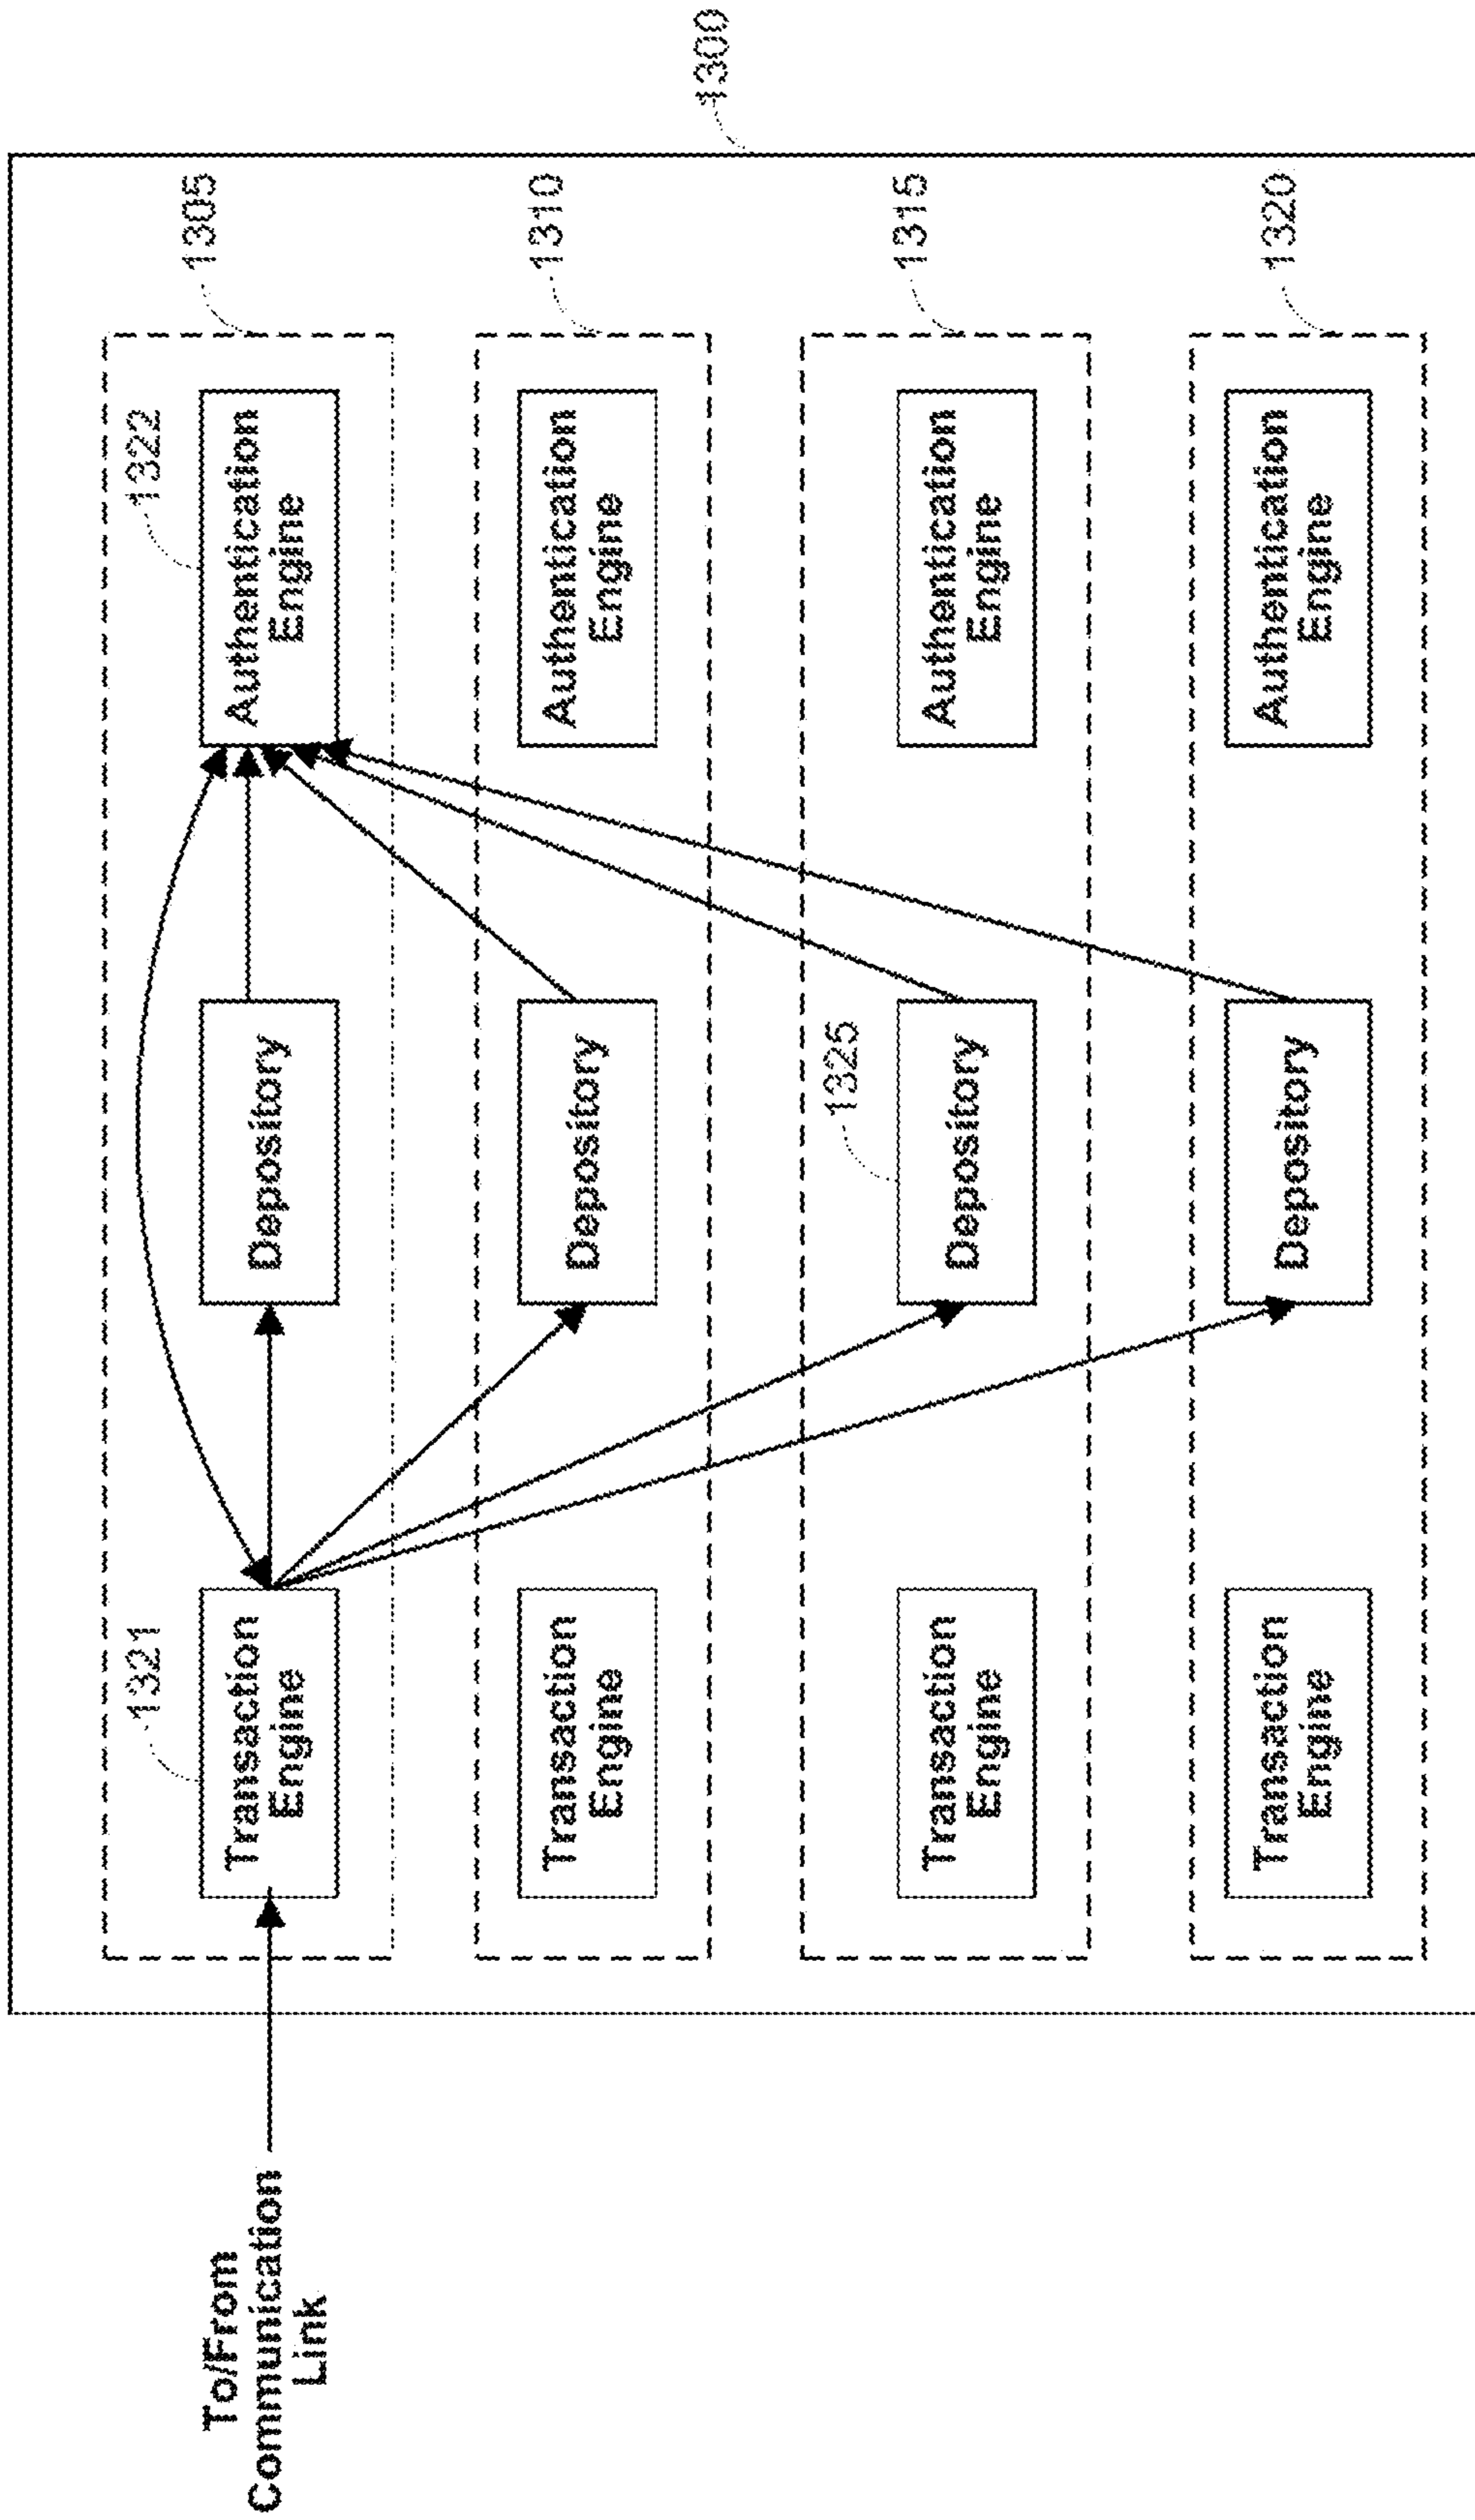 1300
1305
1322
1321
Transaction
Engine
Depository
Authentication
Engine
To/From
Communication
Link
1310
Transaction
Engine
Depository
Authentication
Engine
1315
1325
Transaction
Engine
Depository
Authentication
Engine
1320
Transaction
Engine
Depository
Authentication
Engine